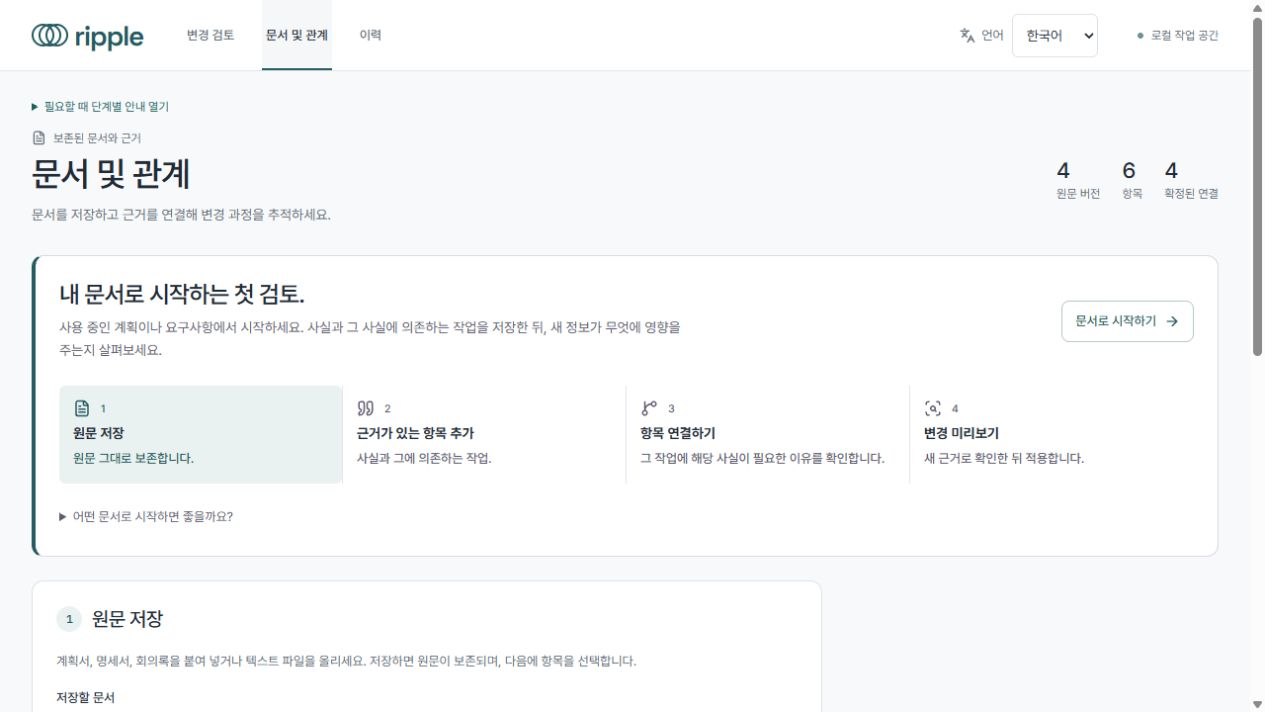 ripple
변경 검토
문서 및 관계
이력
언어
한국어
로컬 작업 공간
필요할 때 단계별 안내 열기
보존된 문서와 근거
문서 및 관계
문서를 저장하고 근거를 연결해 변경 과정을 추적하세요.
4
원문 버전
6
항목
4
확정된 연결
내 문서로 시작하는 첫 검토.
사용 중인 계획이나 요구사항에서 시작하세요. 사실과 그 사실에 의존하는 작업을 저장한 뒤, 새 정보가 무엇에 영향을
주는지 살펴보세요.
문서로 시작하기
1
원문 저장
원문 그대로 보존합니다.
2
근거가 있는 항목 추가
사실과 그에 의존하는 작업.
3
항목 연결하기
그 작업에 해당 사실이 필요한 이유를 확인합니다.
4
변경 미리보기
새 근거로 확인한 뒤 적용합니다.
어떤 문서로 시작하면 좋을까요?
1 원문 저장
계획서, 명세서, 회의록을 붙여 넣거나 텍스트 파일을 올리세요. 저장하면 원문이 보존되며, 다음에 항목을 선택합니다.
저장할 문서